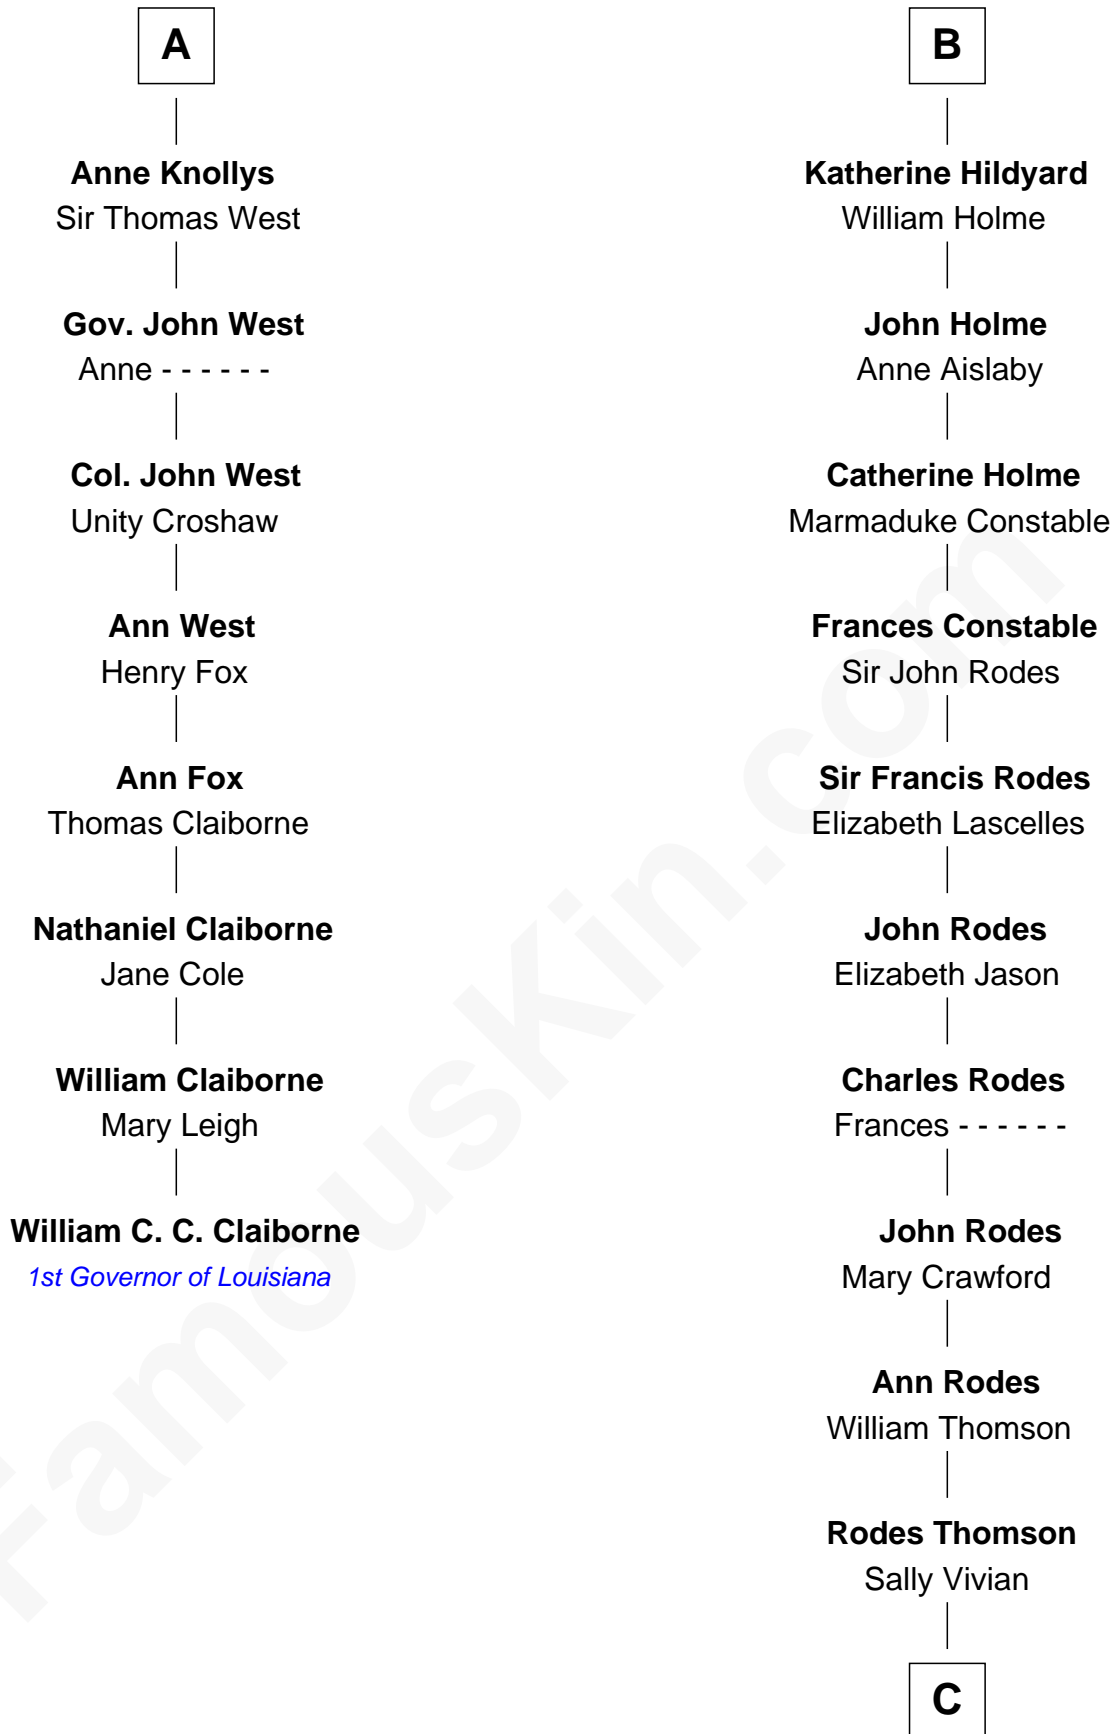 A
Anne Knollys
Sir Thomas West
Gov. John West
Anne - - - - - -
Col. John West
Unity Croshaw
Ann West
Henry Fox
Ann Fox
Thomas Claiborne
Nathaniel Claiborne
Jane Cole
William Claiborne
Mary Leigh
William C. C. Claiborne
1st Governor of Louisiana
B
Katherine Hildyard
William Holme
John Holme
Anne Aislaby
Catherine Holme
Marmaduke Constable
Frances Constable
Sir John Rodes
Sir Francis Rodes
Elizabeth Lascelles
John Rodes
Elizabeth Jason
Charles Rodes
Frances - - - - - -
John Rodes
Mary Crawford
Ann Rodes
William Thomson
Rodes Thomson
Sally Vivian
C
FamousKin.com